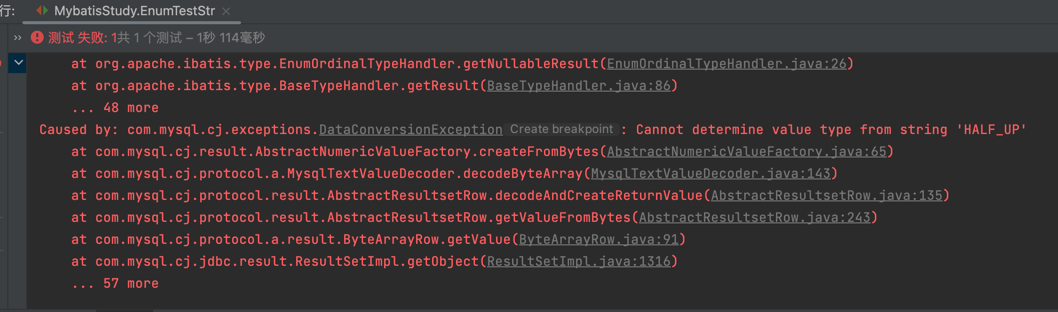 行: MybatisStudy.EnumTestStr ×
» 测试 失败: 1共 1 个测试 – 1秒 114毫秒
at org.apache.ibatis.type.EnumOrdinalTypeHandler.getNullableResult(EnumOrdinalTypeHandler.java:26)
at org.apache.ibatis.type.BaseTypeHandler.getResult(BaseTypeHandler.java:86)
... 48 more
Caused by: com.mysql.cj.exceptions.DataConversionException Create breakpoint : Cannot determine value type from string 'HALF_UP'
at com.mysql.cj.result.AbstractNumericValueFactory.createFromBytes(AbstractNumericValueFactory.java:65)
at com.mysql.cj.protocol.a.MysqlTextValueDecoder.decodeByteArray(MysqlTextValueDecoder.java:143)
at com.mysql.cj.protocol.result.AbstractResultsetRow.decodeAndCreateReturnValue(AbstractResultsetRow.java:135)
at com.mysql.cj.protocol.result.AbstractResultsetRow.getValueFromBytes(AbstractResultsetRow.java:243)
at com.mysql.cj.protocol.a.result.ByteArrayRow.getValue(ByteArrayRow.java:91)
at com.mysql.cj.jdbc.result.ResultSetImpl.getObject(ResultSetImpl.java:1316)
... 57 more